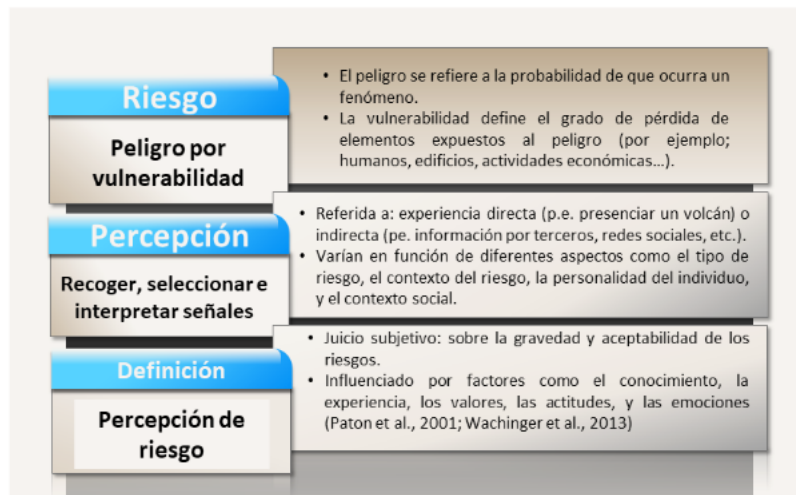 Riesgo
Peligro por
vulnerabilidad
• El peligro se refiere a la probabilidad de que ocurra un
fenómeno.
• La vulnerabilidad define el grado de pérdida de
elementos expuestos al peligro (por ejemplo;
humanos, edificios, actividades económicas...).
Percepción
Recoger, seleccionar e
interpretar señales
• Referida a: experiencia directa (p.e. presenciar un volcán) o
indirecta (pe. información por terceros, redes sociales, etc.).
• Varían en función de diferentes aspectos como el tipo de
riesgo, el contexto del riesgo, la personalidad del individuo,
y el contexto social.
Definición
Percepción de
riesgo
• Juicio subjetivo: sobre la gravedad y aceptabilidad de los
riesgos.
• Influenciado por factores como el conocimiento, la
experiencia, los valores, las actitudes, y las emociones
(Paton et al., 2001; Wachinger et al., 2013)